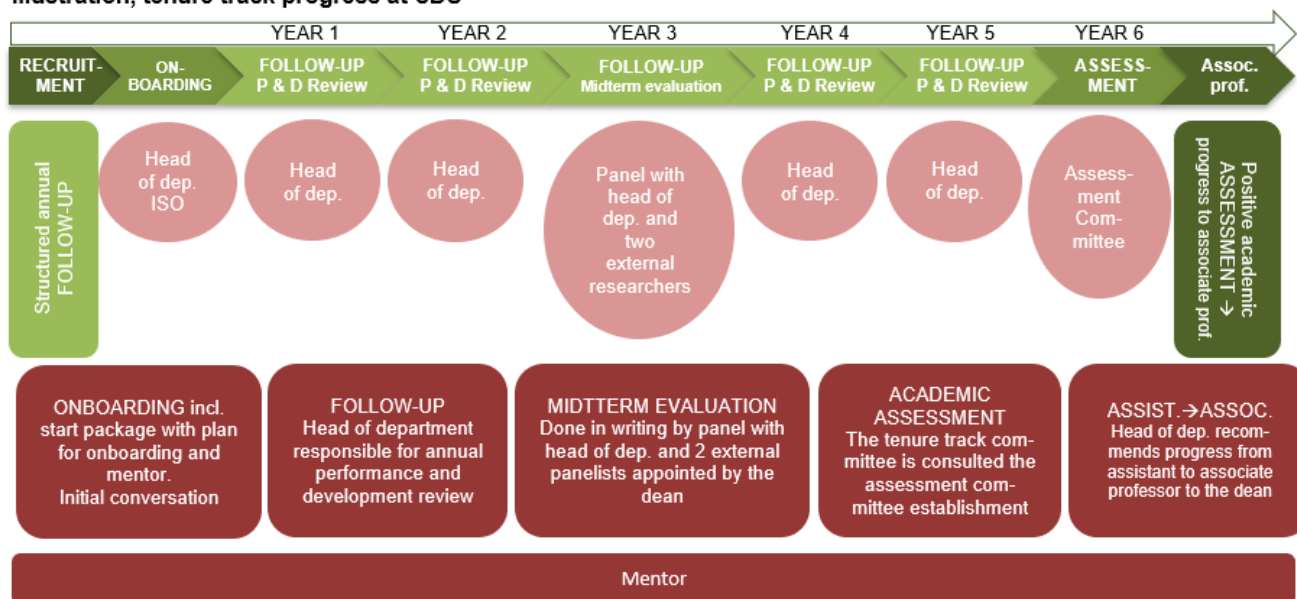 Illustration, tenure track progress at SDU
YEAR 1
YEAR 2
YEAR 3
YEAR 4
YEAR 5
YEAR 6
RECRUIT-
MENT
ON-
BOARDING
FOLLOW-UP
P & D Review
FOLLOW-UP
P & D Review
FOLLOW-UP
Midterm evaluation
FOLLOW-UP
P & D Review
FOLLOW-UP
P & D Review
ASSESS-
MENT
Assoc.
prof.
Structured annual
FOLLOW-UP
Head
of dep.
ISO
Head
of dep.
Head
of dep.
Panel with
head of
dep. and
two
external
researchers
Head
of dep.
Head
of dep.
Assess-
ment
Com-
mittee
Positive academic
ASSESSMENT →
progress to associate prof.
ONBOARDING incl.
start package with plan
for onboarding and
mentor.
Initial conversation
FOLLOW-UP
Head of department
responsible for annual
performance and
development review
MIDTTERM EVALUATION
Done in writing by panel with
head of dep. and 2 external
panelists appointed by the
dean
ACADEMIC
ASSESSMENT
The tenure track com-
mittee is consulted the
assessment com-
mittee establishment
ASSIST.→ASSOC.
Head of dep. recom-
mends progress from
assistant to associate
professor to the dean
Mentor